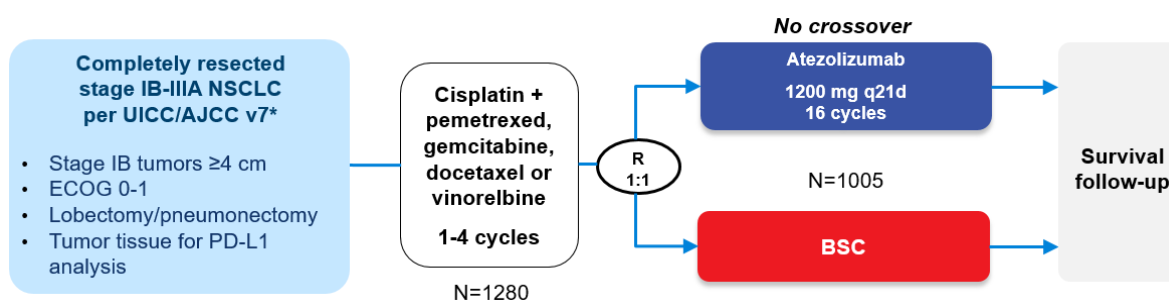 Completely resected
stage IB-IIIA NSCLC
per UICC/AJCC v7*
• Stage IB tumors ≥4 cm
• ECOG 0-1
• Lobectomy/pneumonectomy
• Tumor tissue for PD-L1
analysis
Cisplatin +
pemetrexed,
gemcitabine,
docetaxel or
vinorelbine
1-4 cycles
N=1280
R
1:1
No crossover
Atezolizumab
1200 mg q21d
16 cycles
N=1005
BSC
Survival
follow-up